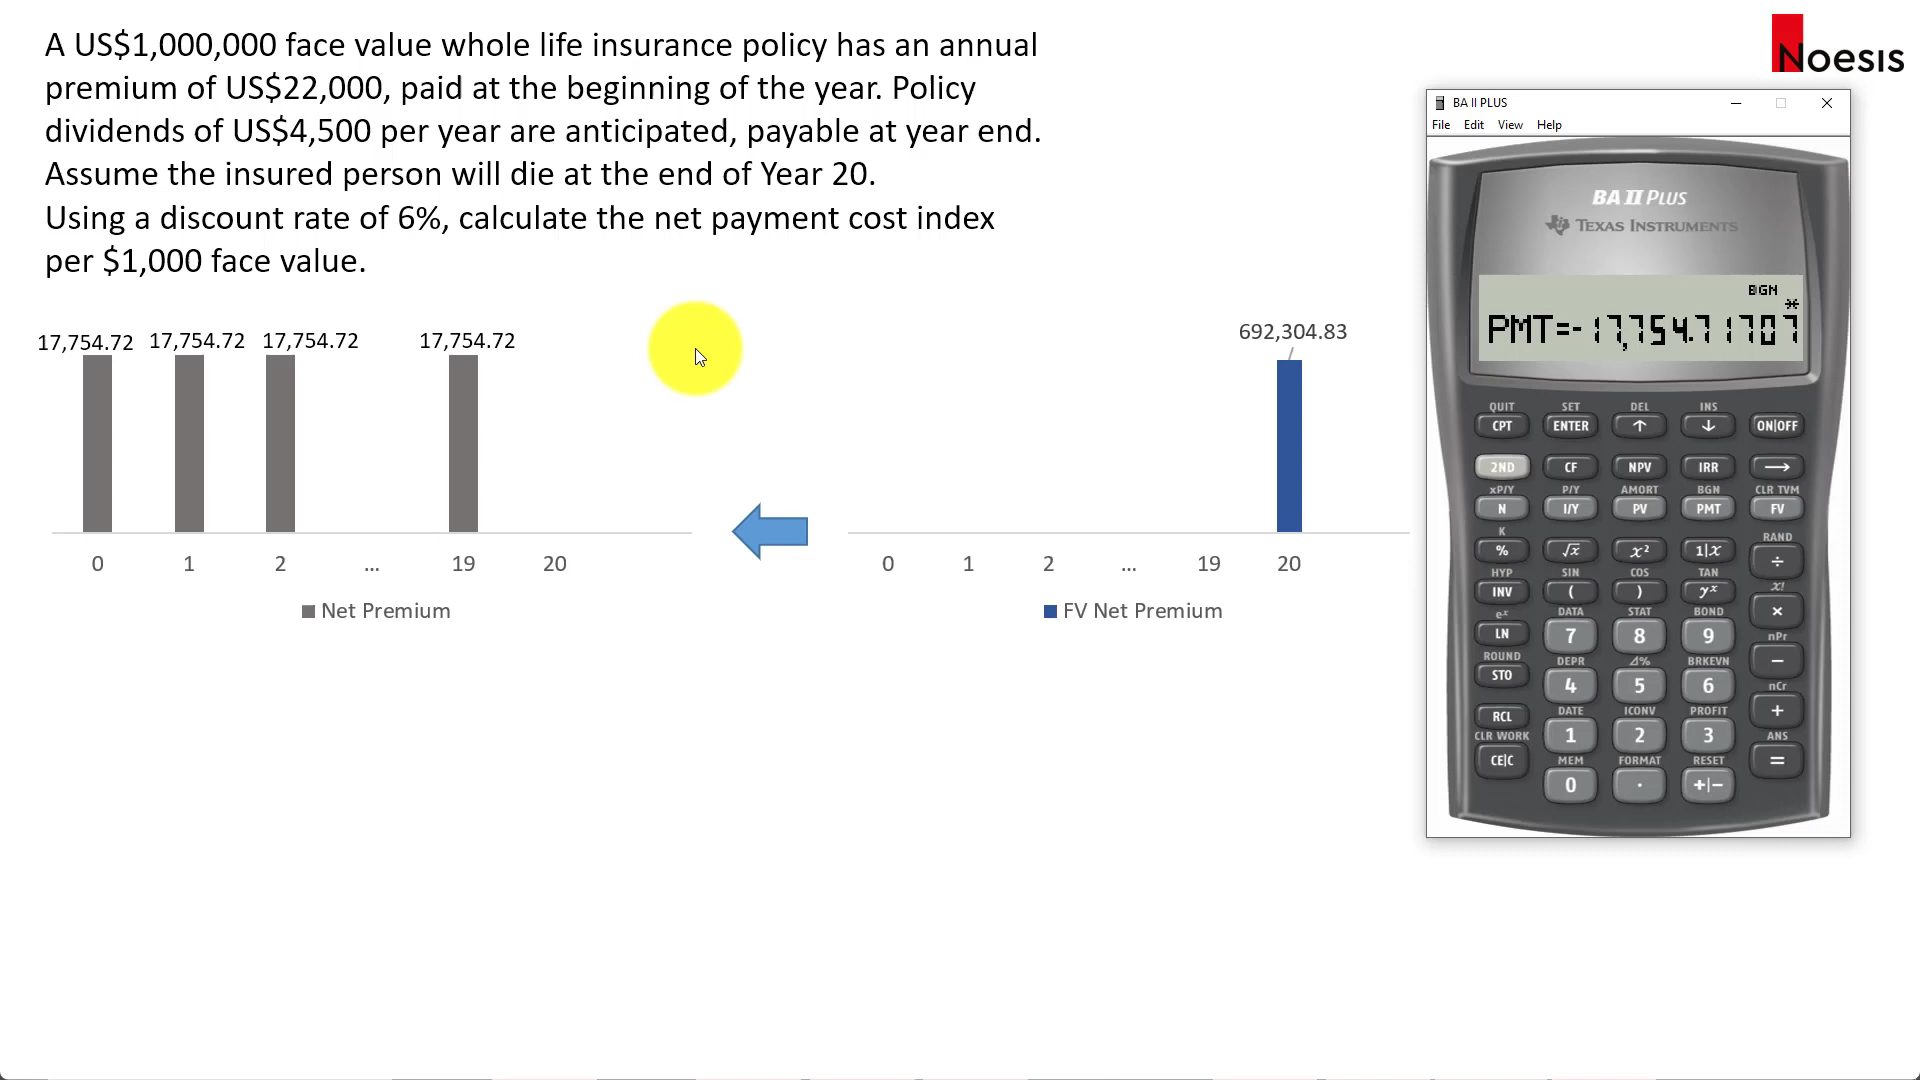 A US$1,000,000 face value whole life insurance policy has an annual
premium of US$22,000, paid at the beginning of the year. Policy
dividends of US$4,500 per year are anticipated, payable at year end.
Assume the insured person will die at the end of Year 20.
Using a discount rate of 6%, calculate the net payment cost index
per $1,000 face value.
Noesis
17,754.72 17,754.72 17,754.72 17,754.72
0 1 2 ... 19 20
Net Premium
692,304.83
0 1 2 ... 19 20
FV Net Premium
BA II PLUS
File Edit View Help
BA II PLUS
TEXAS INSTRUMENTS
BGN
PMT=-17,754.71707
QUIT SET DEL INS
CPT ENTER ↑ ↓ ON|OFF
2ND CF NPV IRR →
xP/Y P/Y AMORT BGN CLR TVM
N I/Y PV PMT FV
K RAND
% √x x² 1|x ÷
HYP SIN COS TAN x!
INV ( ) yˣ ×
eˣ DATA STAT BOND nPr
LN 7 8 9 −
ROUND DEPR Δ% BRKEVN nCr
STO 4 5 6 +
RCL DATE ICONV PROFIT ANS
CLR WORK 1 2 3 =
CE|C MEM FORMAT RESET
0 . +|−